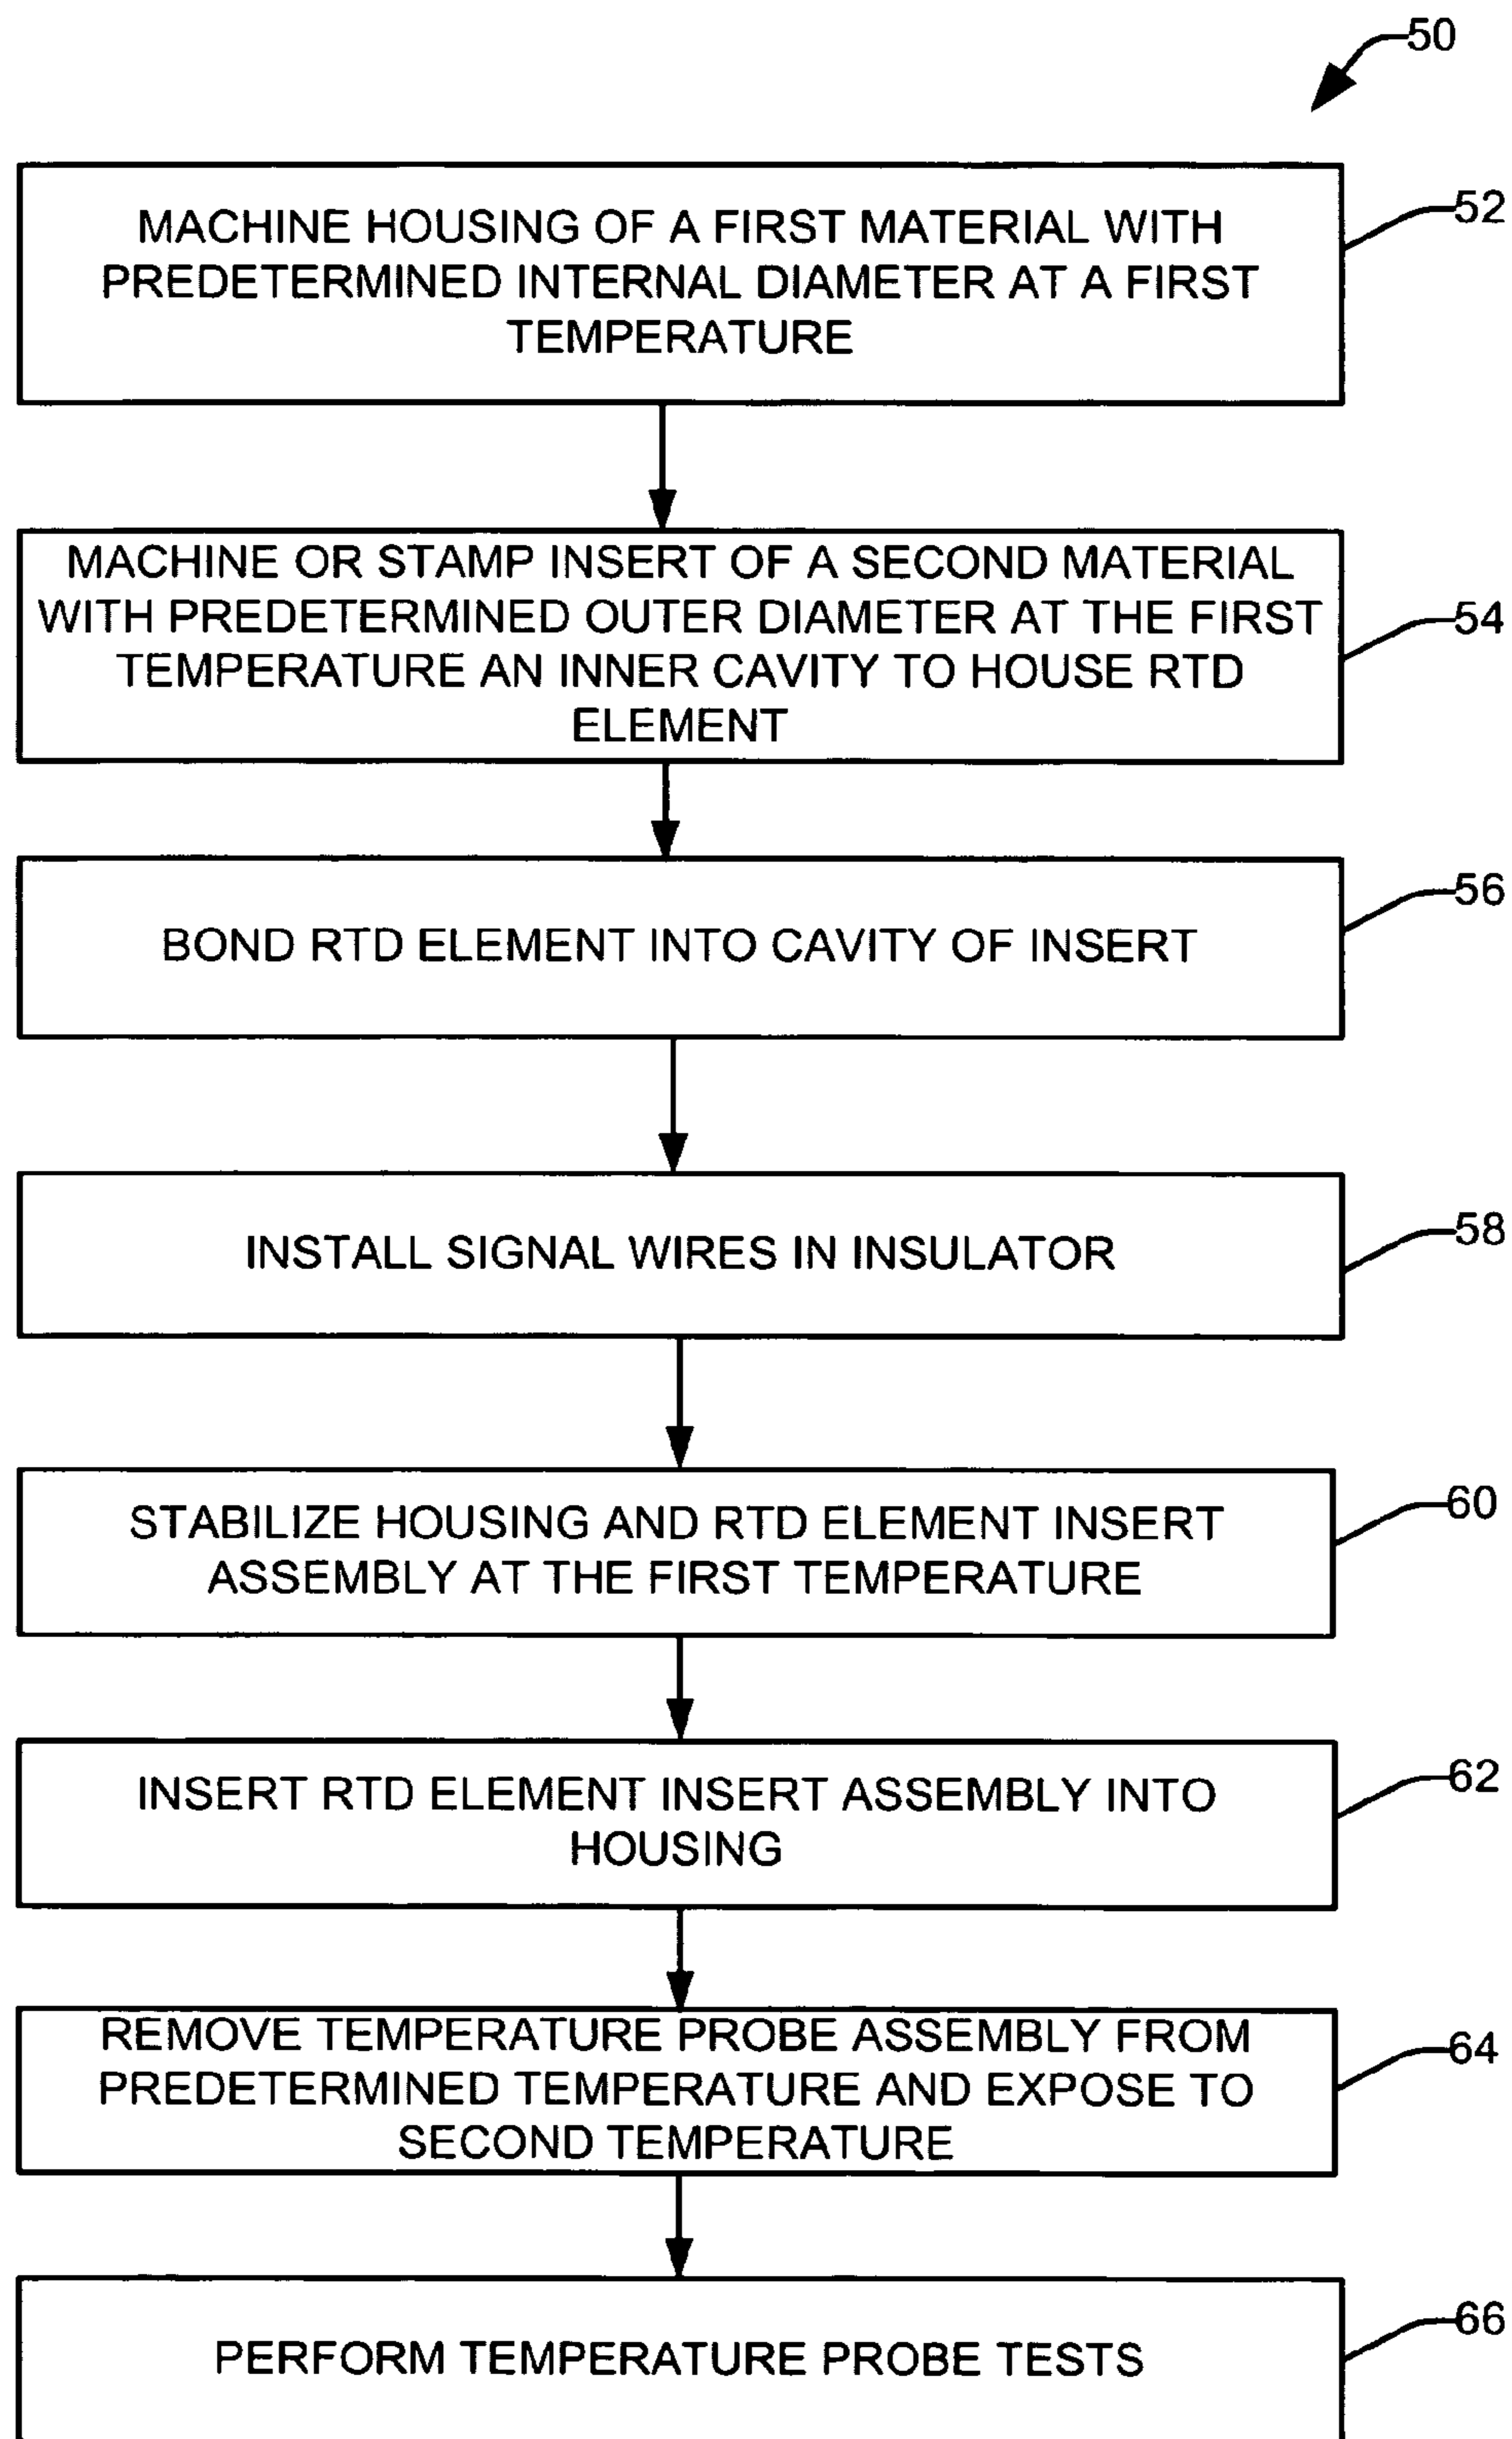 50
MACHINE HOUSING OF A FIRST MATERIAL WITH
PREDETERMINED INTERNAL DIAMETER AT A FIRST
TEMPERATURE
52
MACHINE OR STAMP INSERT OF A SECOND MATERIAL
WITH PREDETERMINED OUTER DIAMETER AT THE FIRST
TEMPERATURE AN INNER CAVITY TO HOUSE RTD
ELEMENT
54
BOND RTD ELEMENT INTO CAVITY OF INSERT
56
INSTALL SIGNAL WIRES IN INSULATOR
58
STABILIZE HOUSING AND RTD ELEMENT INSERT
ASSEMBLY AT THE FIRST TEMPERATURE
60
INSERT RTD ELEMENT INSERT ASSEMBLY INTO
HOUSING
62
REMOVE TEMPERATURE PROBE ASSEMBLY FROM
PREDETERMINED TEMPERATURE AND EXPOSE TO
SECOND TEMPERATURE
64
PERFORM TEMPERATURE PROBE TESTS
66